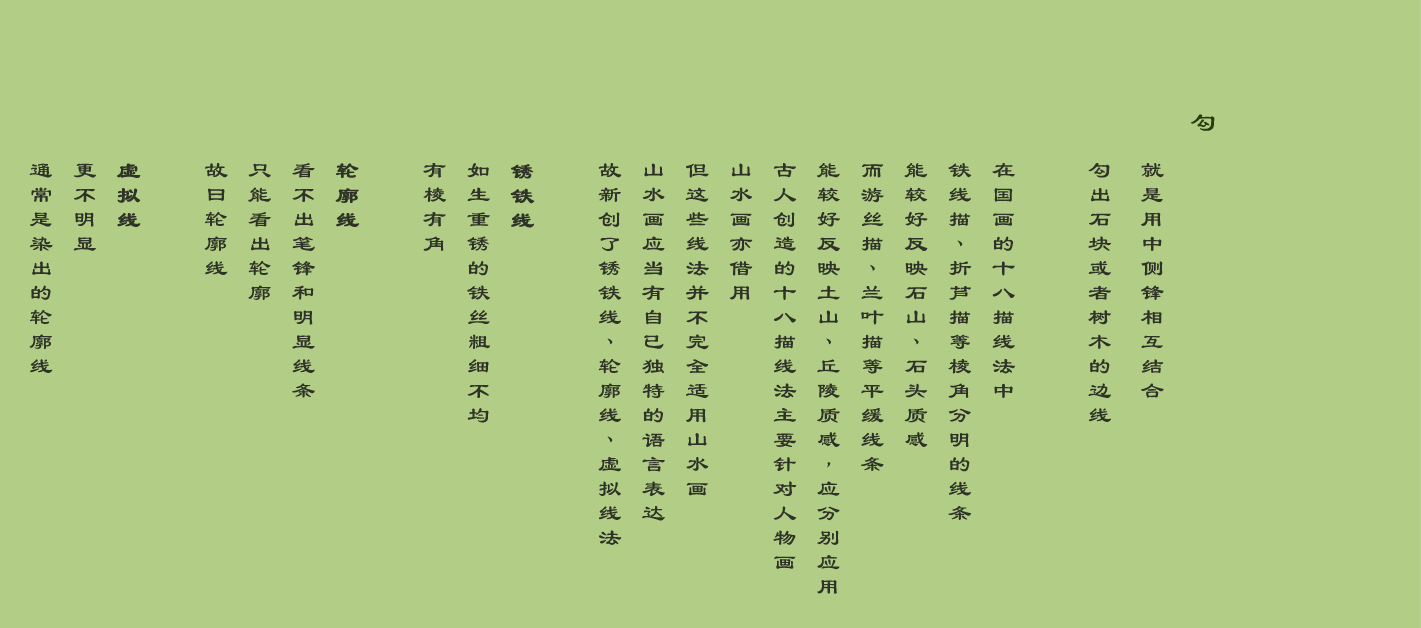 勾
就是用中侧锋相互结合
勾出石块或者树木的边线
在国画的十八描线法中
铁线描、折芦描等棱角分明的线条
能较好反映石山、石头质感
而游丝描、兰叶描等平缓线条
能较好反映土山、丘陵质感，应分别应用
古人创造的十八描线法主要针对人物画
山水画亦借用
但这些线法并不完全适用山水画
山水画应当有自己独特的语言表达
故新创了锈铁线、轮廓线、虚拟线法
锈铁线
如生重锈的铁丝粗细不均
有棱有角
轮廓线
看不出笔锋和明显线条
只能看出轮廓
故曰轮廓线
虚拟线
更不明显
通常是染出的轮廓线